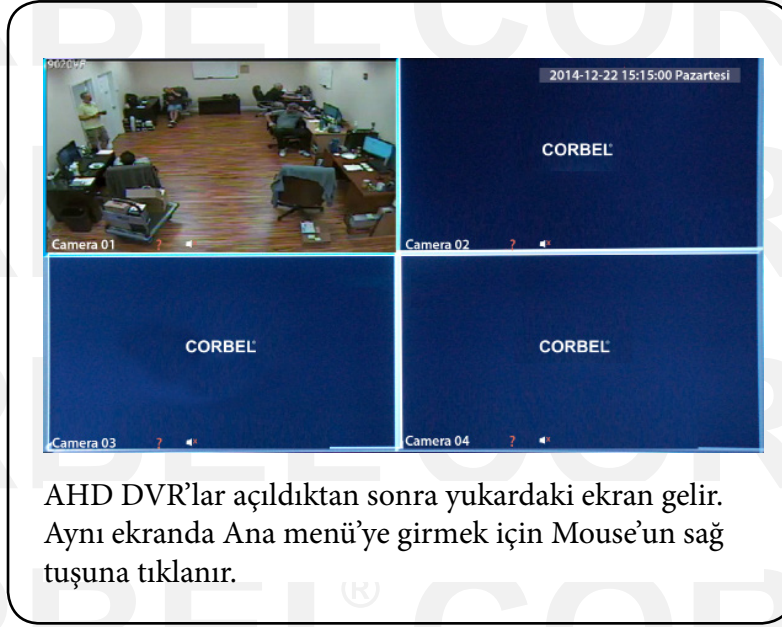 9020HF
2014-12-22 15:15:00 Pazartesi
CORBEL
Camera 01 ?
Camera 02 ?
CORBEL
CORBEL
Camera 03 ?
Camera 04 ?
AHD DVR’lar açıldıktan sonra yukardaki ekran gelir.
Aynı ekranda Ana menü’ye girmek için Mouse’un sağ
tuşuna tıklanır.